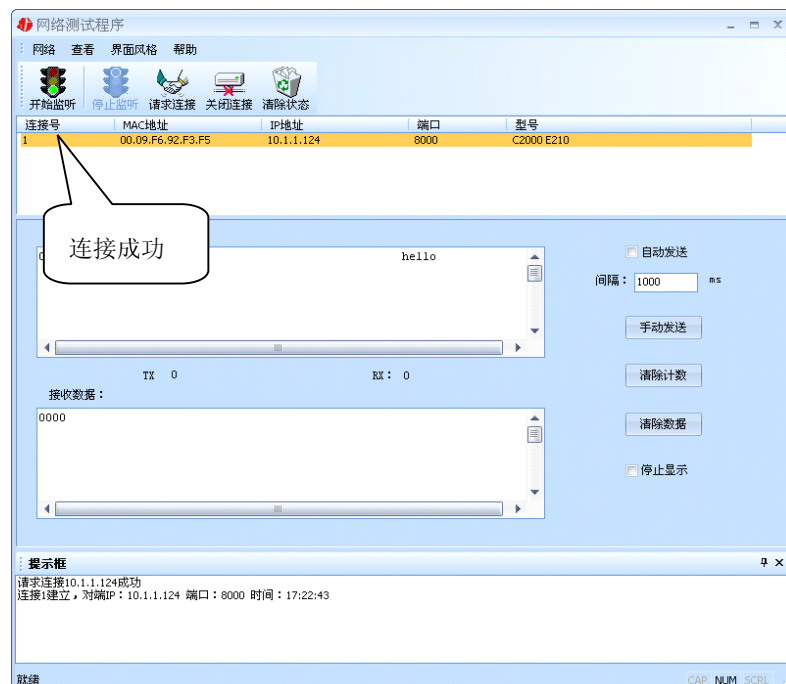 网络测试程序
网络 查看 界面风格 帮助
开始监听 停止监听 请求连接 关闭连接 清除状态
连接号 MAC地址 IP地址 端口 型号
1 00.09.F6.92.F3.F5 10.1.1.124 8000 C2000 E210
连接成功
hello
自动发送
间隔： 1000 ms
手动发送
TX 0 RX： 0
清除计数
接收数据：
0000
清除数据
停止显示
提示框
请求连接10.1.1.124成功
连接1建立，对端IP：10.1.1.124 端口：8000 时间：17:22:43
就绪 CAP NUM SCRL